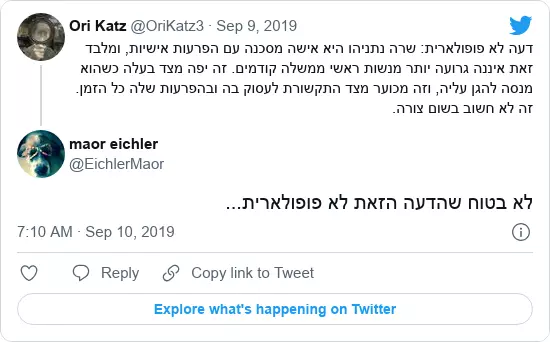 Ori Katz @OriKatz3 · Sep 9, 2019
דעה לא פופולארית: שרה נתניהו היא אישה מסכנה עם הפרעות אישיות, ומלבד
זאת איננה גרועה יותר מנשות ראשי ממשלה קודמים. זה יפה מצד בעלה כשהוא
מנסה להגן עליה, וזה מכוער מצד התקשורת לעסוק בה ובהפרעות שלה כל הזמן.
זה לא חשוב בשום צורה.
maor eichler
@EichlerMaor
לא בטוח שהדעה הזאת לא פופולארית...
7:10 AM · Sep 10, 2019
Reply
Copy link to Tweet
Explore what's happening on Twitter